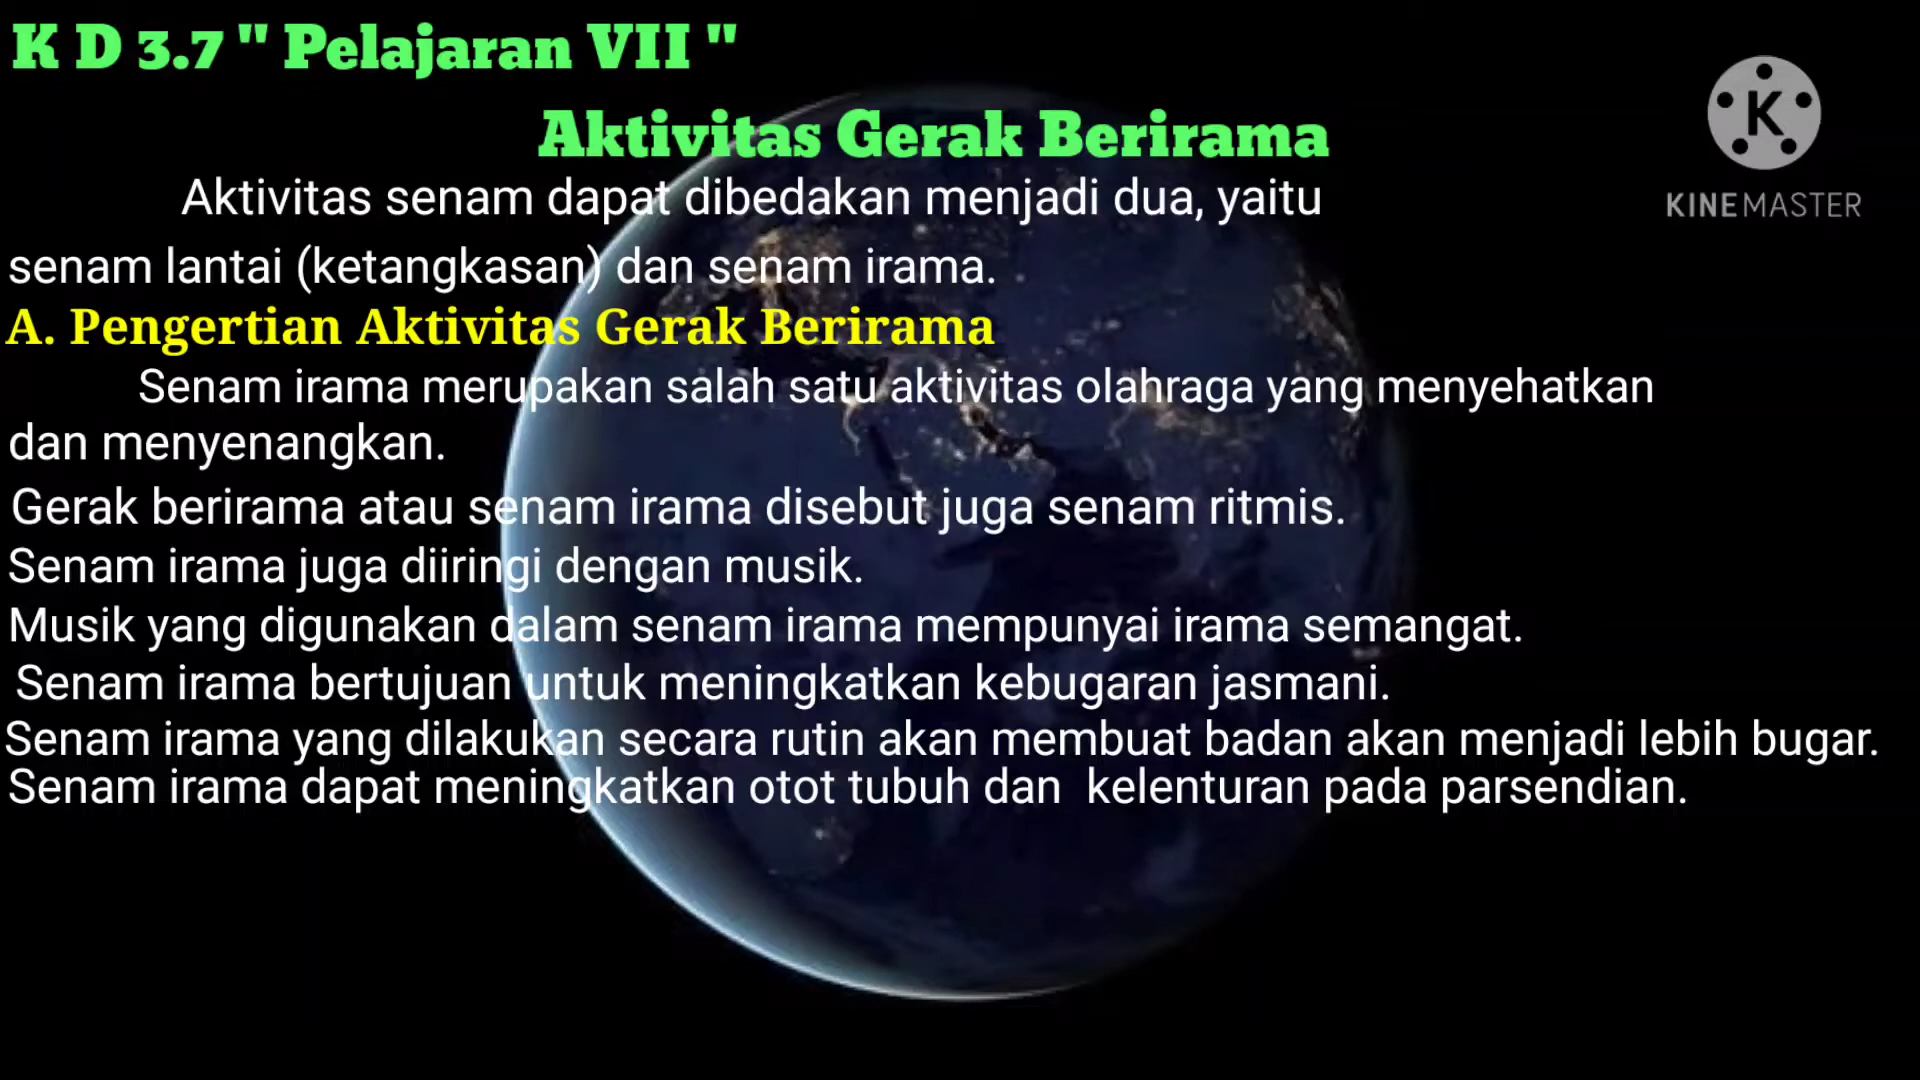 K D 3.7 " Pelajaran VII "
Aktivitas Gerak Berirama
Aktivitas senam dapat dibedakan menjadi dua, yaitu
senam lantai (ketangkasan) dan senam irama.
A. Pengertian Aktivitas Gerak Berirama
Senam irama merupakan salah satu aktivitas olahraga yang menyehatkan
dan menyenangkan.
Gerak berirama atau senam irama disebut juga senam ritmis.
Senam irama juga diiringi dengan musik.
Musik yang digunakan dalam senam irama mempunyai irama semangat.
Senam irama bertujuan untuk meningkatkan kebugaran jasmani.
Senam irama yang dilakukan secara rutin akan membuat badan akan menjadi lebih bugar.
Senam irama dapat meningkatkan otot tubuh dan  kelenturan pada parsendian.
K
KINEMASTER